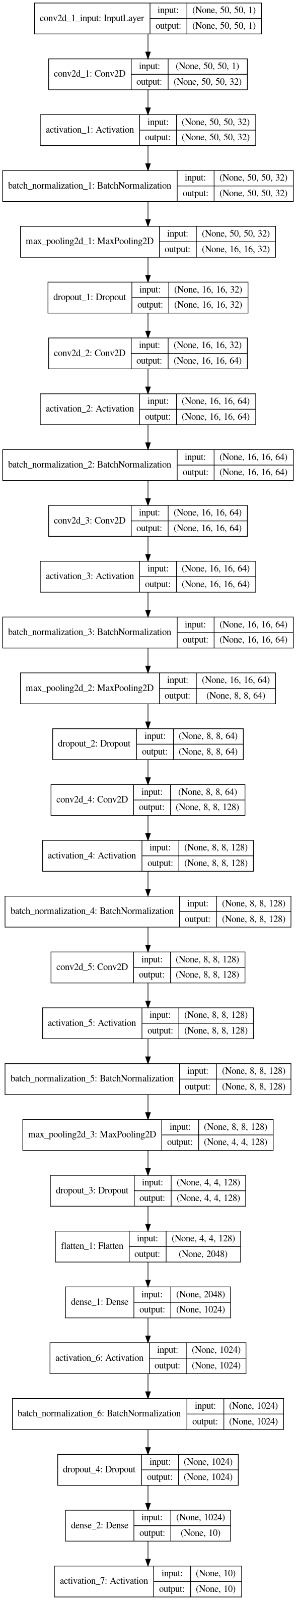 conv2d_1_input: InputLayer input: (None, 50, 50, 1)
output: (None, 50, 50, 1)
conv2d_1: Conv2D input: (None, 50, 50, 1)
output: (None, 50, 50, 32)
activation_1: Activation input: (None, 50, 50, 32)
output: (None, 50, 50, 32)
batch_normalization_1: BatchNormalization input: (None, 50, 50, 32)
output: (None, 50, 50, 32)
max_pooling2d_1: MaxPooling2D input: (None, 50, 50, 32)
output: (None, 16, 16, 32)
dropout_1: Dropout input: (None, 16, 16, 32)
output: (None, 16, 16, 32)
conv2d_2: Conv2D input: (None, 16, 16, 32)
output: (None, 16, 16, 64)
activation_2: Activation input: (None, 16, 16, 64)
output: (None, 16, 16, 64)
batch_normalization_2: BatchNormalization input: (None, 16, 16, 64)
output: (None, 16, 16, 64)
conv2d_3: Conv2D input: (None, 16, 16, 64)
output: (None, 16, 16, 64)
activation_3: Activation input: (None, 16, 16, 64)
output: (None, 16, 16, 64)
batch_normalization_3: BatchNormalization input: (None, 16, 16, 64)
output: (None, 16, 16, 64)
max_pooling2d_2: MaxPooling2D input: (None, 16, 16, 64)
output: (None, 8, 8, 64)
dropout_2: Dropout input: (None, 8, 8, 64)
output: (None, 8, 8, 64)
conv2d_4: Conv2D input: (None, 8, 8, 64)
output: (None, 8, 8, 128)
activation_4: Activation input: (None, 8, 8, 128)
output: (None, 8, 8, 128)
batch_normalization_4: BatchNormalization input: (None, 8, 8, 128)
output: (None, 8, 8, 128)
conv2d_5: Conv2D input: (None, 8, 8, 128)
output: (None, 8, 8, 128)
activation_5: Activation input: (None, 8, 8, 128)
output: (None, 8, 8, 128)
batch_normalization_5: BatchNormalization input: (None, 8, 8, 128)
output: (None, 8, 8, 128)
max_pooling2d_3: MaxPooling2D input: (None, 8, 8, 128)
output: (None, 4, 4, 128)
dropout_3: Dropout input: (None, 4, 4, 128)
output: (None, 4, 4, 128)
flatten_1: Flatten input: (None, 4, 4, 128)
output: (None, 2048)
dense_1: Dense input: (None, 2048)
output: (None, 1024)
activation_6: Activation input: (None, 1024)
output: (None, 1024)
batch_normalization_6: BatchNormalization input: (None, 1024)
output: (None, 1024)
dropout_4: Dropout input: (None, 1024)
output: (None, 1024)
dense_2: Dense input: (None, 1024)
output: (None, 10)
activation_7: Activation input: (None, 10)
output: (None, 10)